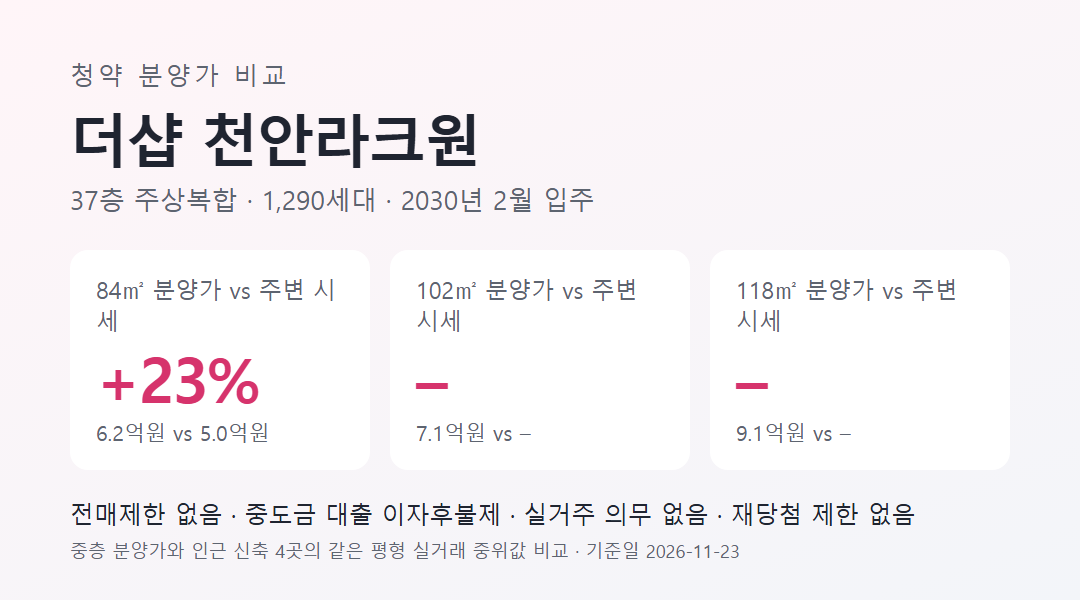 청약 분양가 비교
더샵 천안라크원
37층 주상복합 · 1,290세대 · 2030년 2월 입주
84㎡ 분양가 vs 주변 시
세
+23%
6.2억원 vs 5.0억원
102㎡ 분양가 vs 주변
시세
–
7.1억원 vs –
118㎡ 분양가 vs 주변
시세
–
9.1억원 vs –
전매제한 없음 · 중도금 대출 이자후불제 · 실거주 의무 없음 · 재당첨 제한 없음
중층 분양가와 인근 신축 4곳의 같은 평형 실거래 중위값 비교 · 기준일 2026-11-23